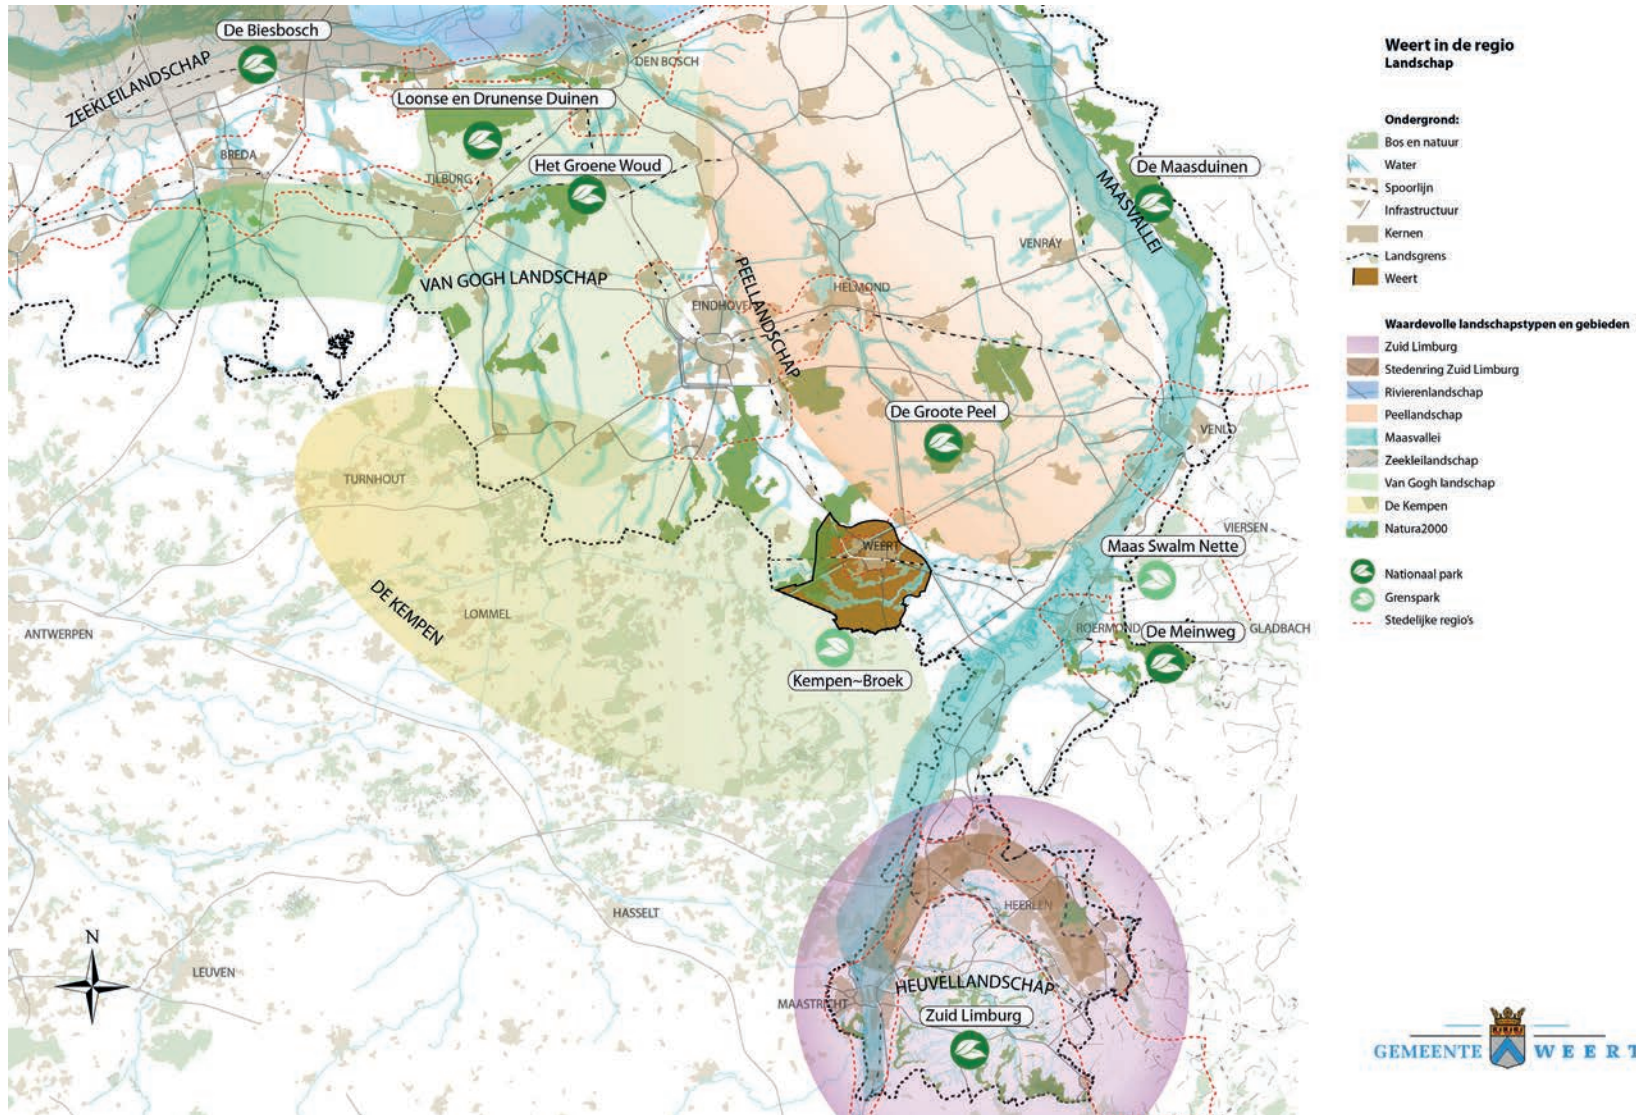 De Biesbosch
ZEEKLEILANDSCHAP
DEN BOSCH
Loonse en Drunense Duinen
BREDA
TILBURG
Het Groene Woud
De Maasduinen
MAASVALLEI
VENRAY
VAN GOGH LANDSCHAP
PEELLANDSCHAP
EINDHOVEN
HELMOND
De Groote Peel
VENLO
TURNHOUT
VIERSEN
WEERT
Maas Swalm Nette
DE KEMPEN
LOMMEL
ANTWERPEN
ROERMOND
De Meinweg
GLADBACH
Kempen~Broek
HASSELT
HEERLEN
N
LEUVEN
MAASTRICHT
HEUVELLANDSCHAP
Zuid Limburg
Weert in de regio
Landschap
Ondergrond:
Bos en natuur
Water
Spoorlijn
Infrastructuur
Kernen
Landsgrens
Weert
Waardevolle landschapstypen en gebieden
Zuid Limburg
Stedenring Zuid Limburg
Rivierenlandschap
Peellandschap
Maasvallei
Zeekleilandschap
Van Gogh landschap
De Kempen
Natura2000
Nationaal park
Grenspark
Stedelijke regio's
GEMEENTE WEERT